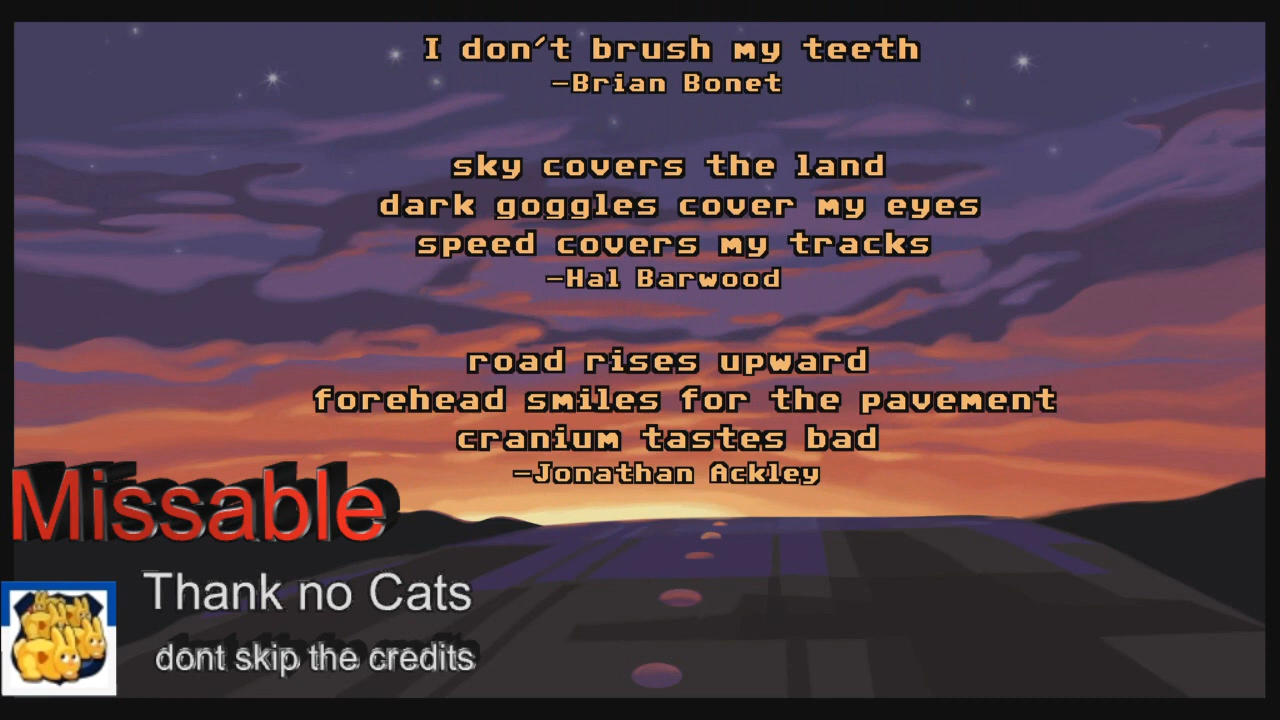 I don't brush my teeth
-Brian Bonet
sky covers the land
dark goggles cover my eyes
speed covers my tracks
-Hal Barwood
road rises upward
forehead smiles for the pavement
cranium tastes bad
-Jonathan Ackley
Missable
Thank no Cats
dont skip the credits